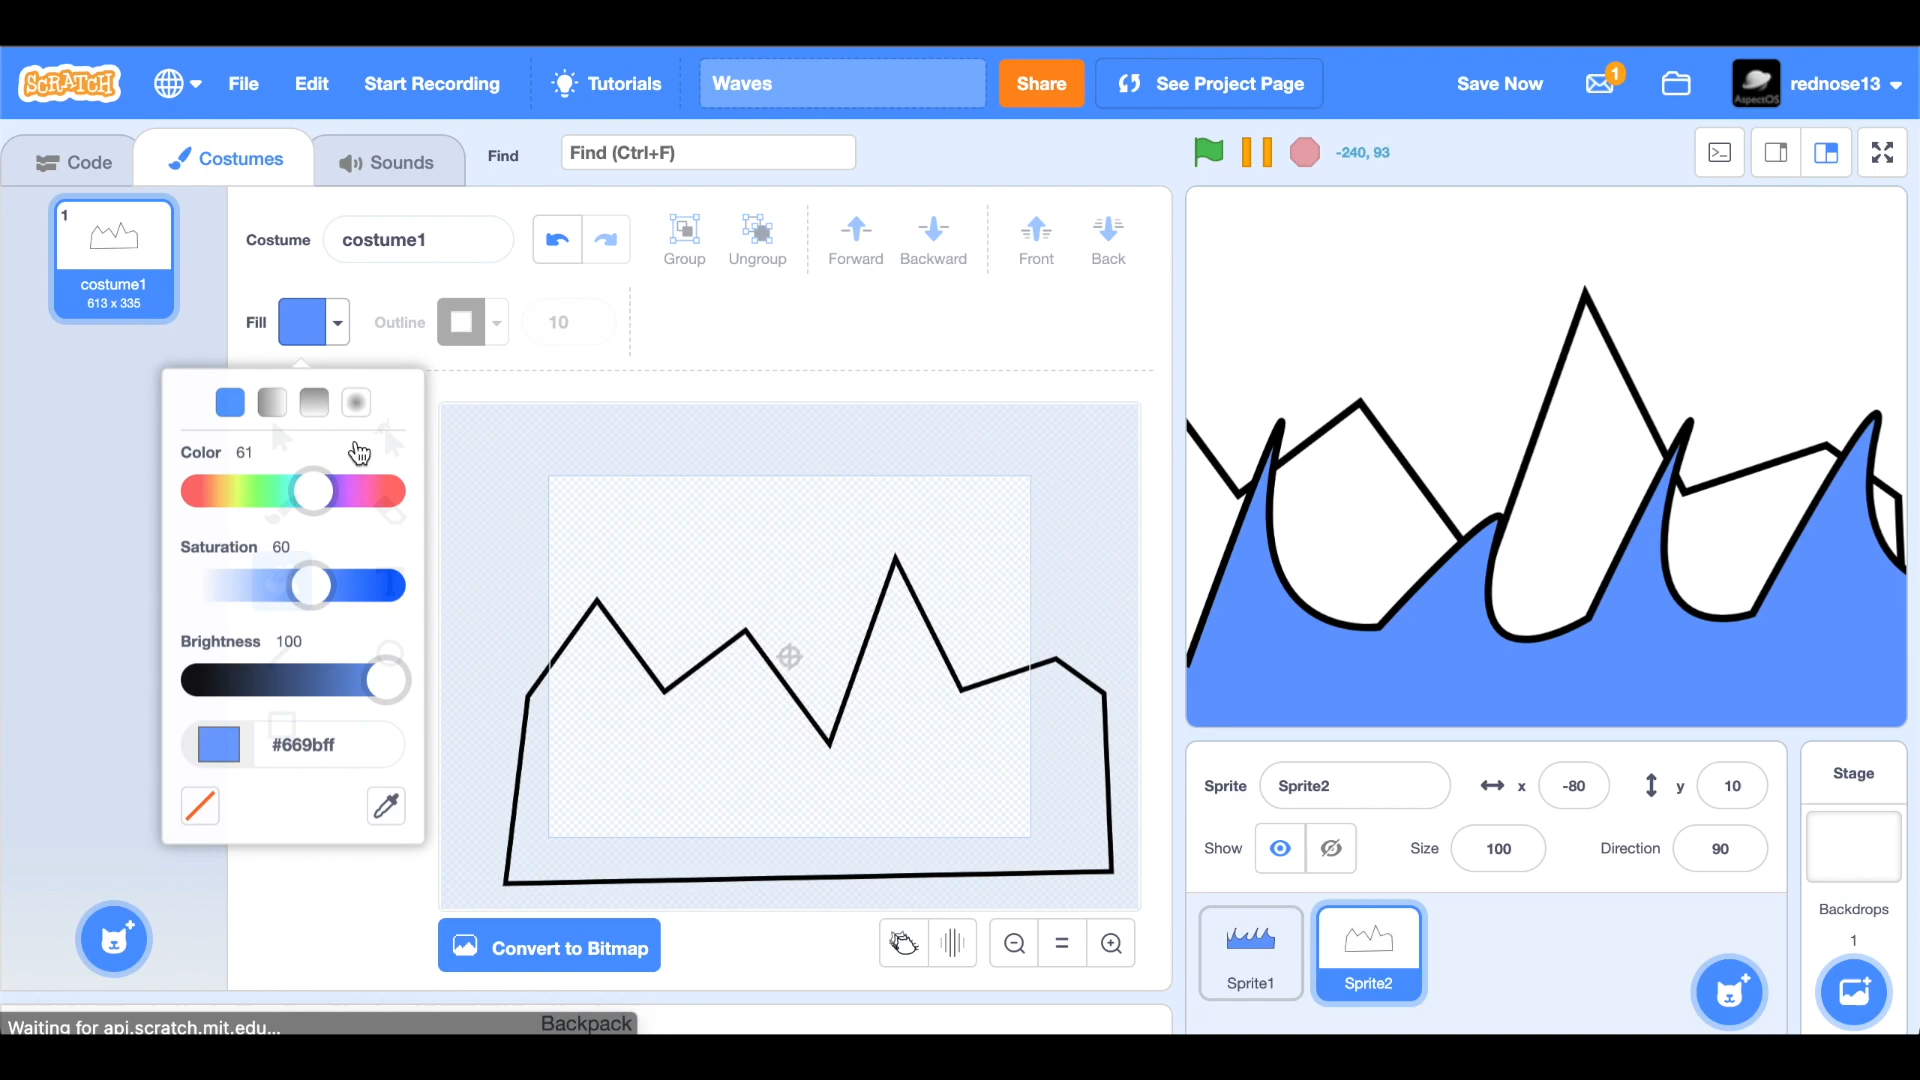 SCRATCH File Edit Start Recording Tutorials Waves Share See Project Page Save Now 1 AspectOS rednose13
Code Costumes Sounds Find Find (Ctrl+F) -240, 93
1
costume1
613 x 335
Costume costume1 Group Ungroup Forward Backward Front Back
Fill Outline 10
Color 61
Saturation 60
Brightness 100
#669bff
Convert to Bitmap
Sprite Sprite2 x -80 y 10
Show Size 100 Direction 90
Sprite1 Sprite2
Stage
Backdrops
1
Backpack
Waiting for api.scratch.mit.edu...